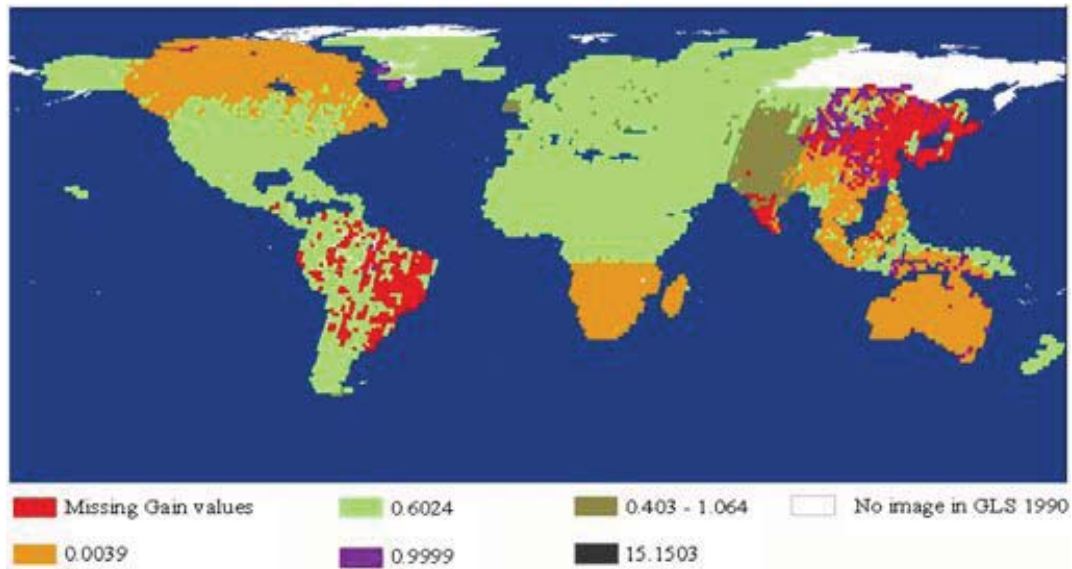 Missing Gain values
0.6024
0.403 - 1.064
No image in GLS 1990
0.0039
0.9999
15.1503